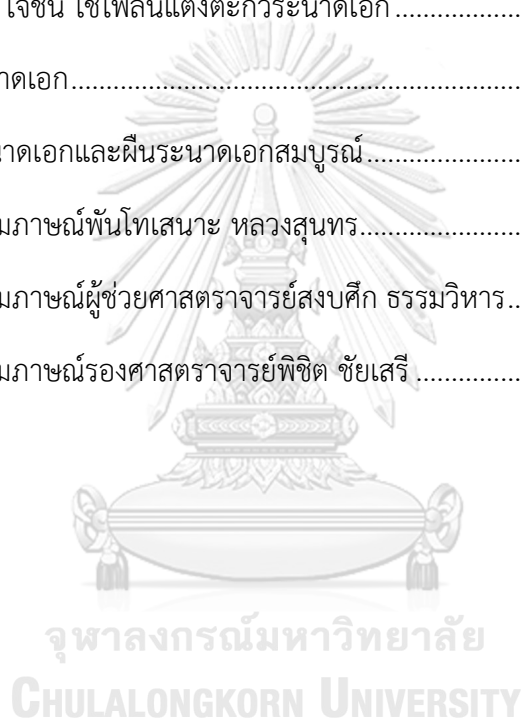 ใจชื่น ใช้ไฟลนแต่งตะกั่วระนาดเอก..................
าดเอก..............................................................
นาดเอกและผืนระนาดเอกสมบูรณ์......................
มภาษณ์พันโทเสนาะ หลวงสุนทร.......................
มภาษณ์ผู้ช่วยศาสตราจารย์สงบศึก ธรรมวิหาร..
มภาษณ์รองศาสตราจารย์พิชิต ชัยเสรี ...............
จุฬาลงกรณ์มหาวิทยาลัย
CHULALONGKORN UNIVERSITY